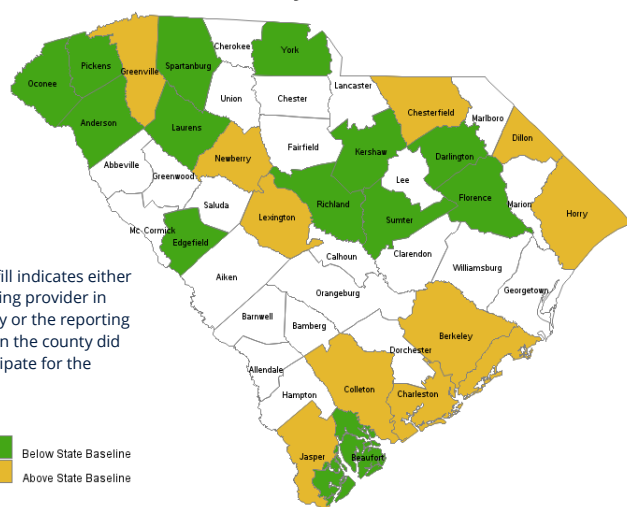 Cherokee
York
Pickens
Spartanburg
Greenville
Oconee
Union
Chester
Lancaster
Chesterfield
Marlboro
Anderson
Laurens
Dillon
Fairfield
Kershaw
Darlington
Newberry
Abbeville
Greenwood
Lee
Florence
Marion
Saluda
Richland
Sumter
Horry
Lexington
Mc Cormick
Edgefield
Calhoun
Clarendon
Williamsburg
Aiken
Orangeburg
Georgetown
Barnwell
Bamberg
Berkeley
Dorchester
Allendale
Colleton
Charleston
Hampton
Jasper
Beaufort
fill indicates either
ing provider in
y or the reporting
n the county did
cipate for the
Below State Baseline
Above State Baseline